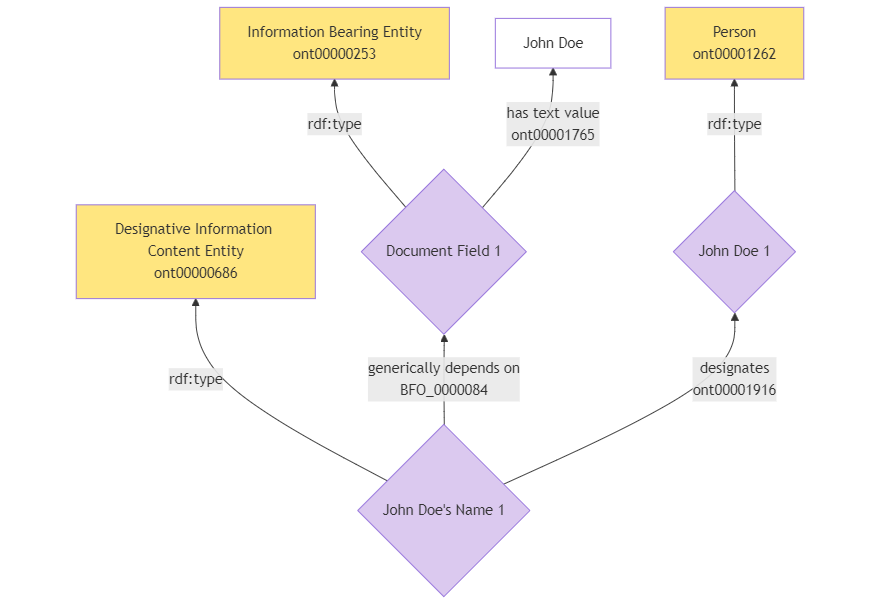 Information Bearing Entity
ont00000253
John Doe
Person
ont00001262
rdf:type
has text value
ont00001765
rdf:type
Designative Information
Content Entity
ont00000686
Document Field 1
John Doe 1
rdf:type
generically depends on
BFO_0000084
designates
ont00001916
John Doe's Name 1